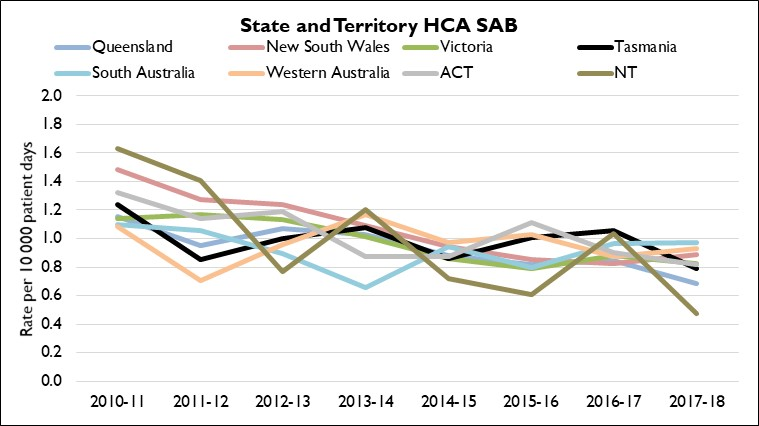 State and Territory HCA SAB
Queensland New South Wales Victoria Tasmania
South Australia Western Australia ACT NT
Rate per 10 000 patient days
2.0
1.8
1.6
1.4
1.2
1.0
0.8
0.6
0.4
0.2
0.0
2010-11 2011-12 2012-13 2013-14 2014-15 2015-16 2016-17 2017-18